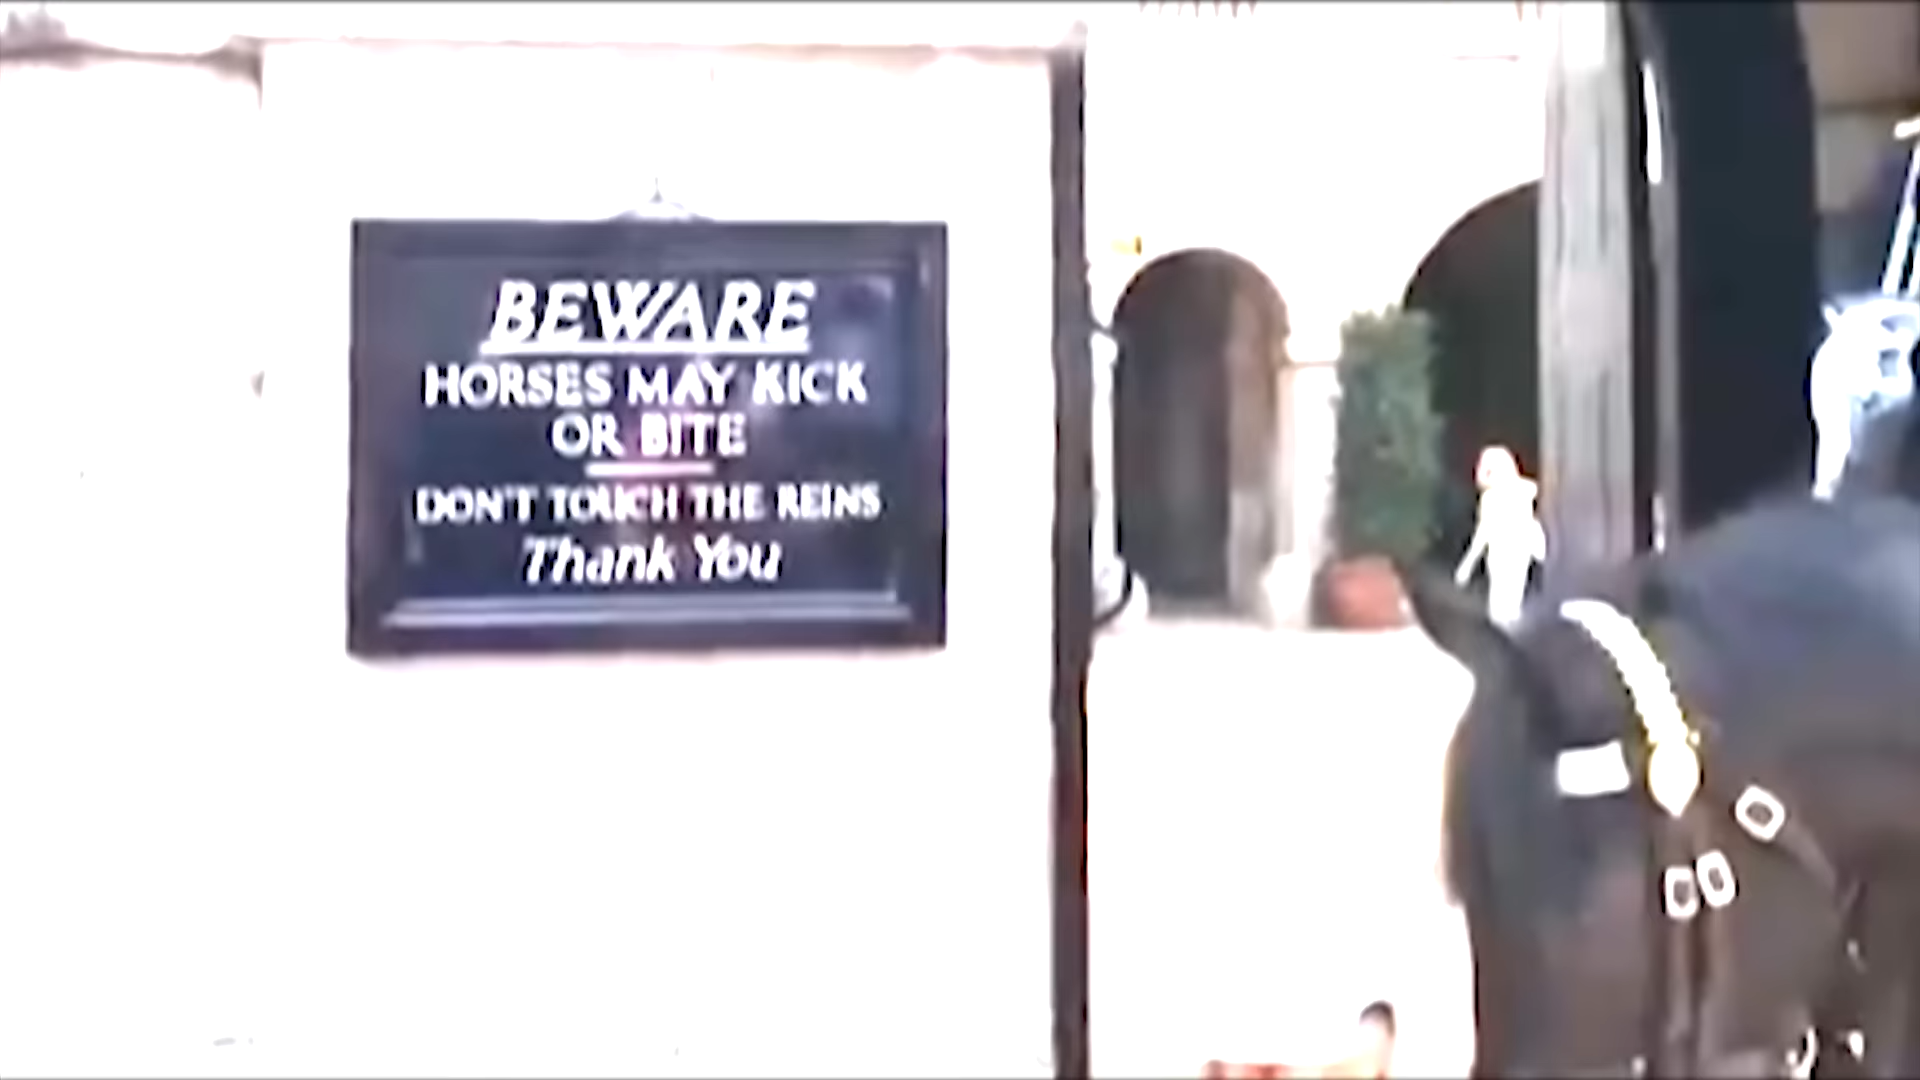 BEWARE
HORSES MAY KICK
OR BITE
DON'T TOUCH THE REINS
Thank You